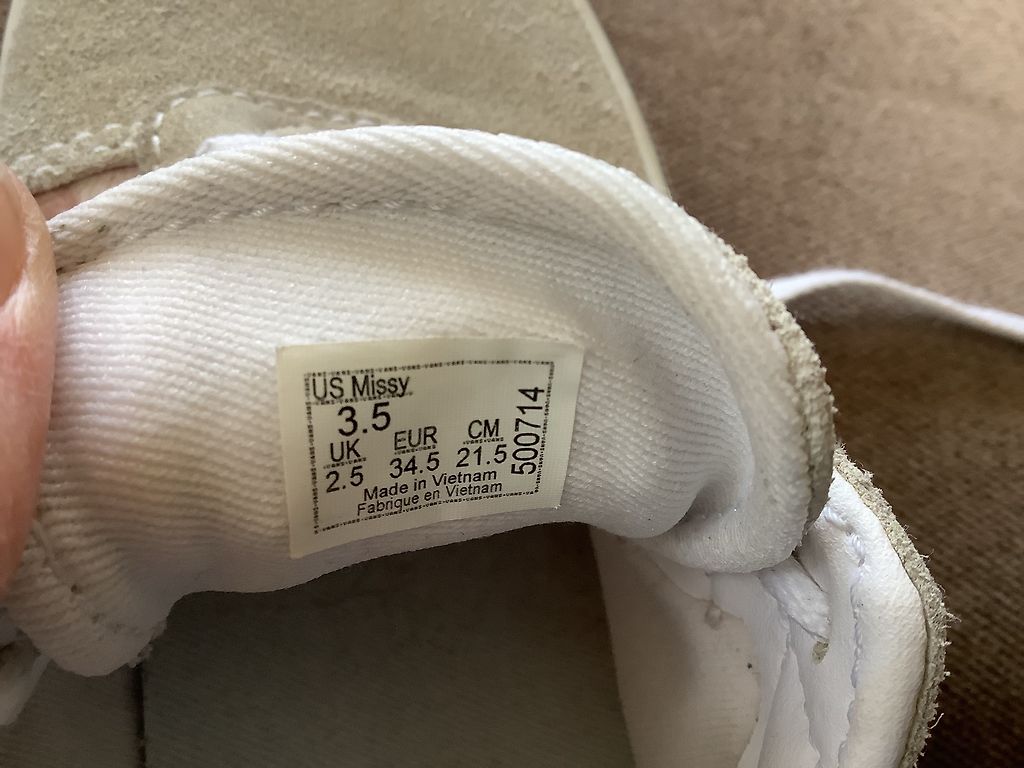 US Missy
3.5
UK EUR CM
2.5 34.5 21.5
Made in Vietnam
Fabrique en Vietnam
500714